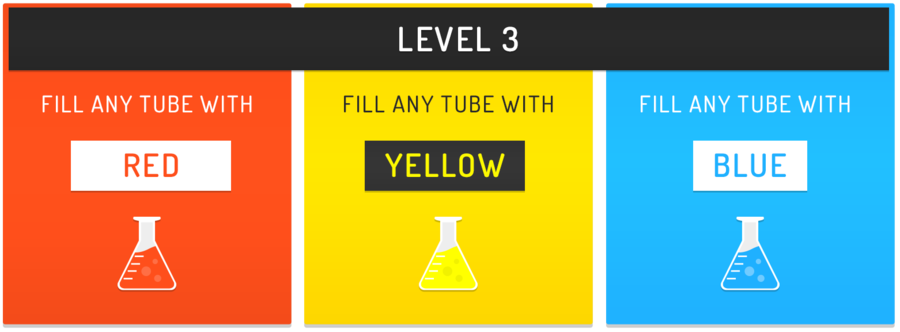 LEVEL 3
FILL ANY TUBE WITH
RED
FILL ANY TUBE WITH
YELLOW
FILL ANY TUBE WITH
BLUE